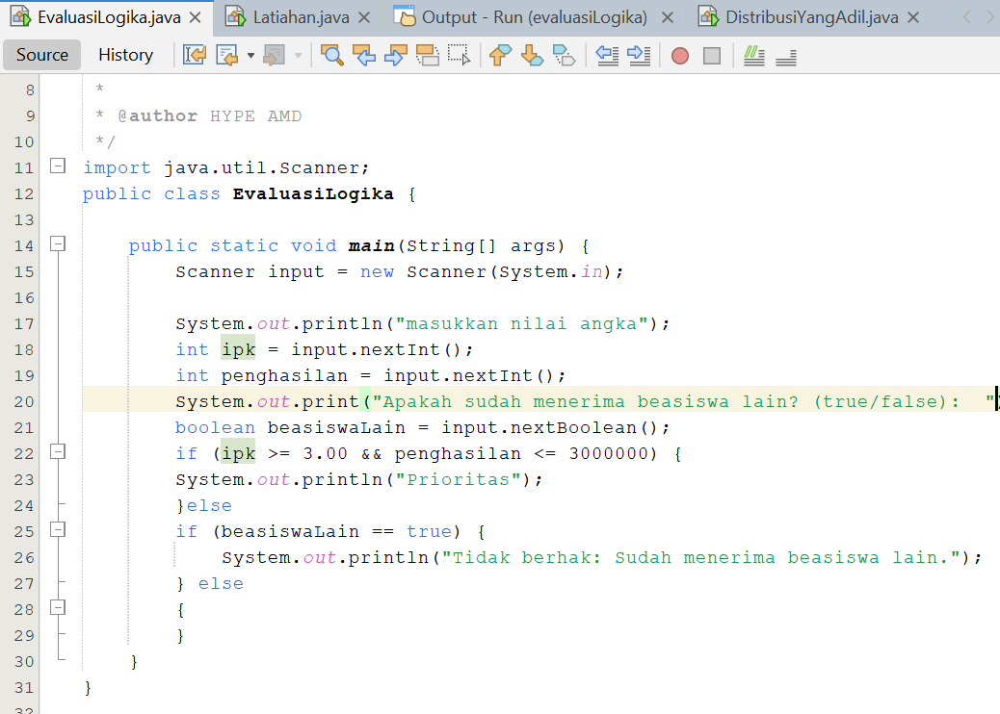 EvaluasiLogika.java Latiahan.java Output - Run (evaluasiLogika) DistribusiYangAdil.java
Source History
8 *
9 * @author HYPE AMD
10 */
11 import java.util.Scanner;
12 public class EvaluasiLogika {
13
14 public static void main(String[] args) {
15 Scanner input = new Scanner(System.in);
16
17 System.out.println("masukkan nilai angka");
18 int ipk = input.nextInt();
19 int penghasilan = input.nextInt();
20 System.out.print("Apakah sudah menerima beasiswa lain? (true/false):  ")
21 boolean beasiswaLain = input.nextBoolean();
22 if (ipk >= 3.00 && penghasilan <= 3000000) {
23 System.out.println("Prioritas");
24 }else
25 if (beasiswaLain == true) {
26 System.out.println("Tidak berhak: Sudah menerima beasiswa lain.");
27 } else
28 {
29 }
30 }
31 }
32